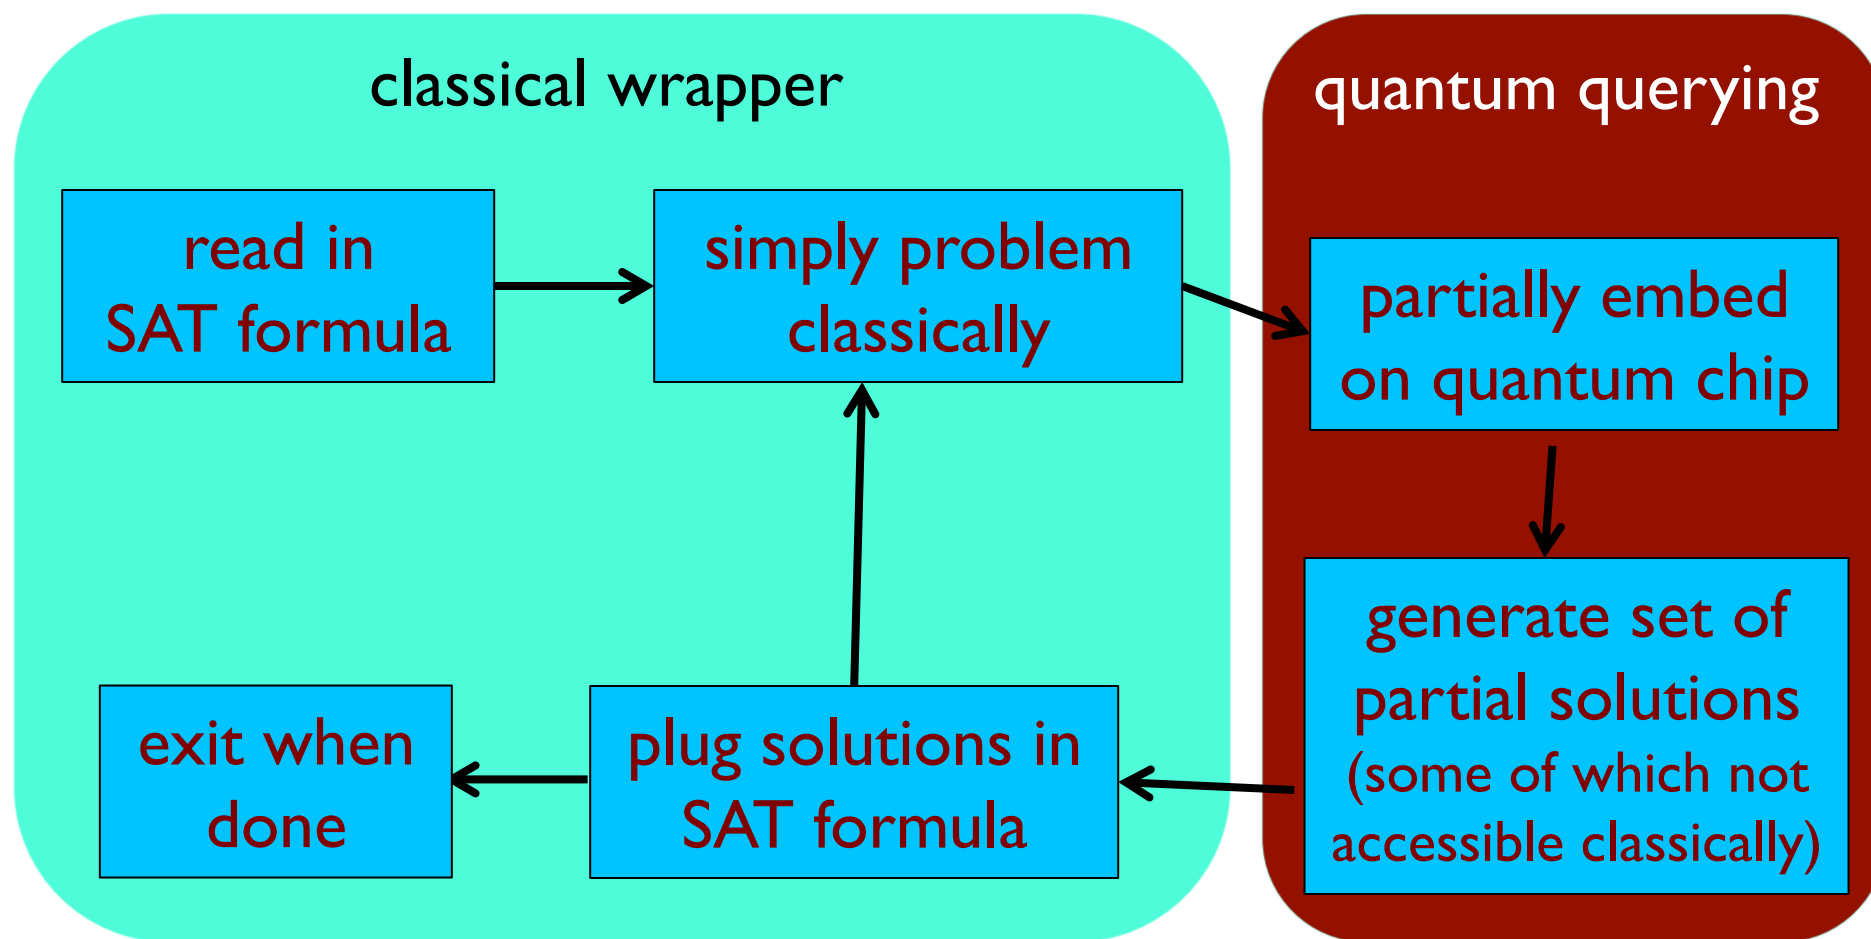 classical wrapper
read in
SAT formula
simply problem
classically
exit when
done
plug solutions in
SAT formula
quantum querying
partially embed
on quantum chip
generate set of
partial solutions
(some of which not
accessible classically)